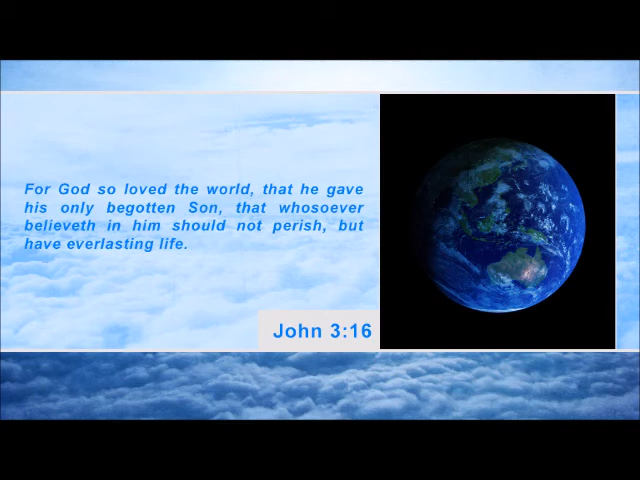 For God so loved the world, that he gave
his only begotten Son, that whosoever
believeth in him should not perish, but
have everlasting life.
John 3:16